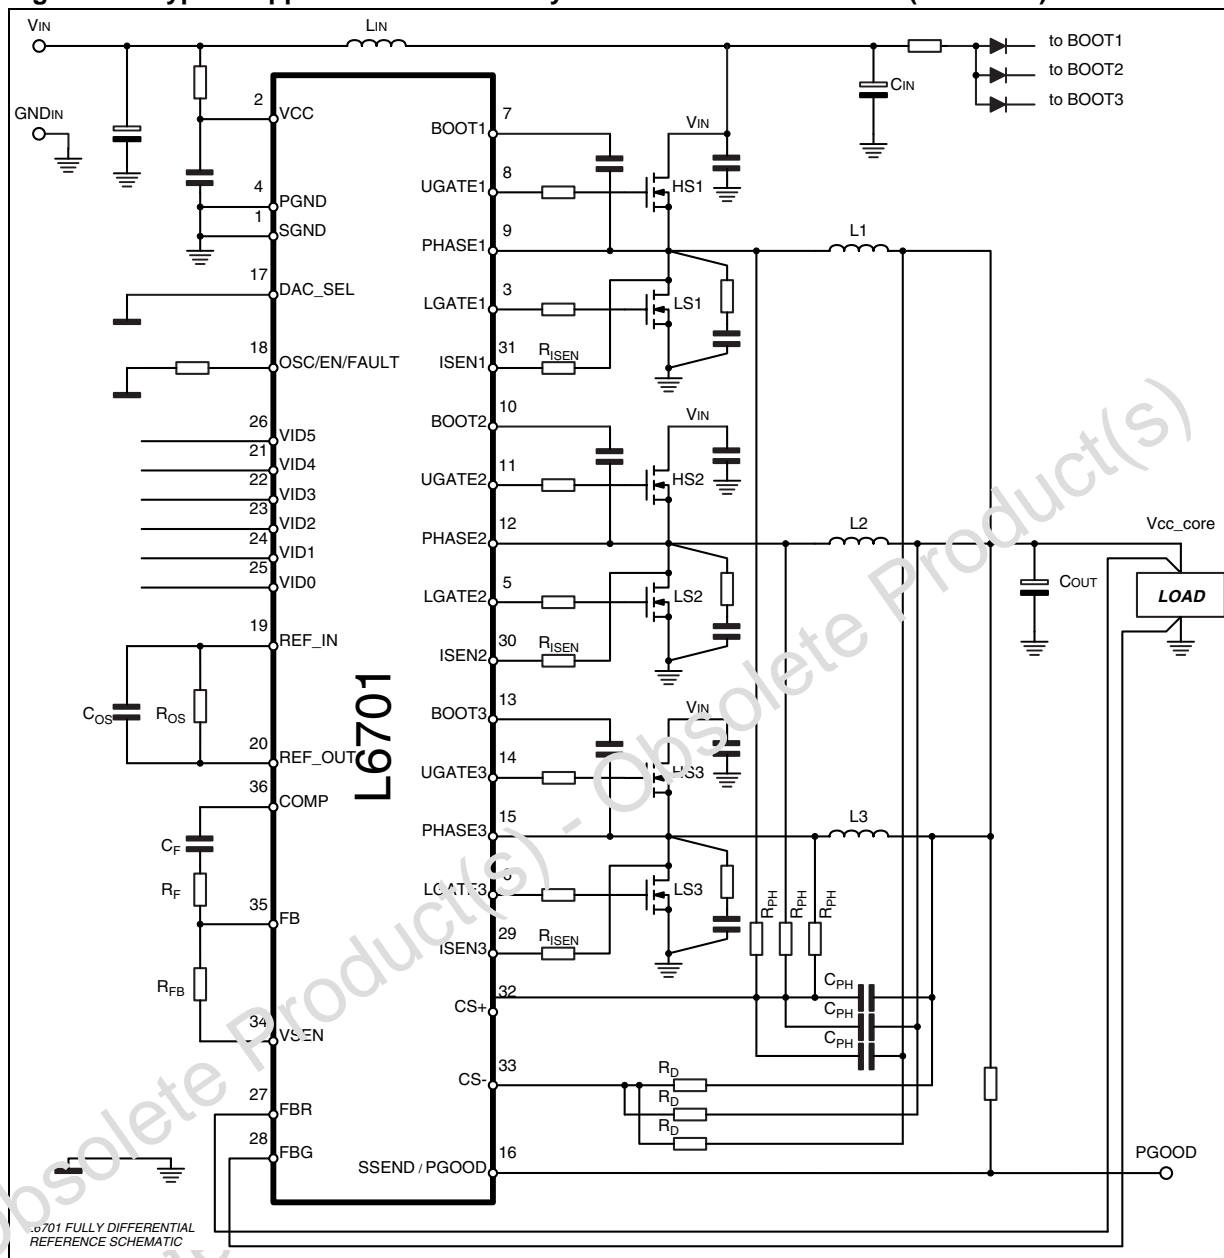 VIN
LIN
to BOOT1
to BOOT2
to BOOT3
CIN
GNDIN
2
VCC
7
BOOT1
VIN
8
UGATE1
HS1
4
PGND
1
SGND
9
PHASE1
L1
17
DAC_SEL
3
LGATE1
LS1
18
OSC/EN/FAULT
31
ISEN1
RISEN
10
BOOT2
VIN
26
VID5
21
VID4
11
UGATE2
HS2
22
VID3
23
VID2
12
PHASE2
L2
Vcc_core
24
VID1
25
VID0
5
LGATE2
LS2
COUT
LOAD
19
REF_IN
30
ISEN2
RISEN
L6701
13
BOOT3
VIN
COS
ROS
20
REF_OUT
14
UGATE3
HS3
36
COMP
15
PHASE3
L3
CF
RF
LGATE3
LS3
35
FB
29
ISEN3
RISEN
RPH
RPH
RPH
RFB
32
CS+
CPH
CPH
CPH
34
VSEN
33
CS-
RD
RD
RD
27
FBR
28
FBG
16
SSEND / PGOOD
PGOOD
L6701 FULLY DIFFERENTIAL
REFERENCE SCHEMATIC
Obsolete Product(s) - Obsolete Product(s)